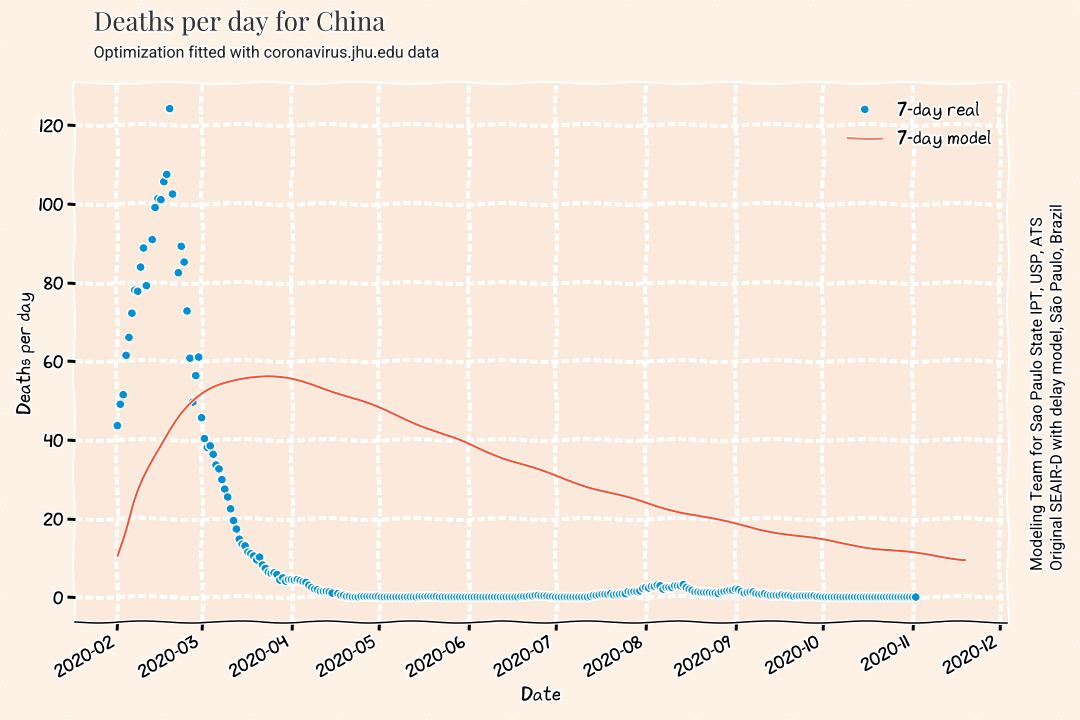 Deaths per day for China
Optimization fitted with coronavirus.jhu.edu data
7-day real
7-day model
120
100
80
60
40
20
0
Deaths per day
2020-02
2020-03
2020-04
2020-05
2020-06
2020-07
2020-08
2020-09
2020-10
2020-11
2020-12
Date
Modeling Team for Sao Paulo State IPT, USP, ATS
Original SEAIR-D with delay model, São Paulo, Brazil